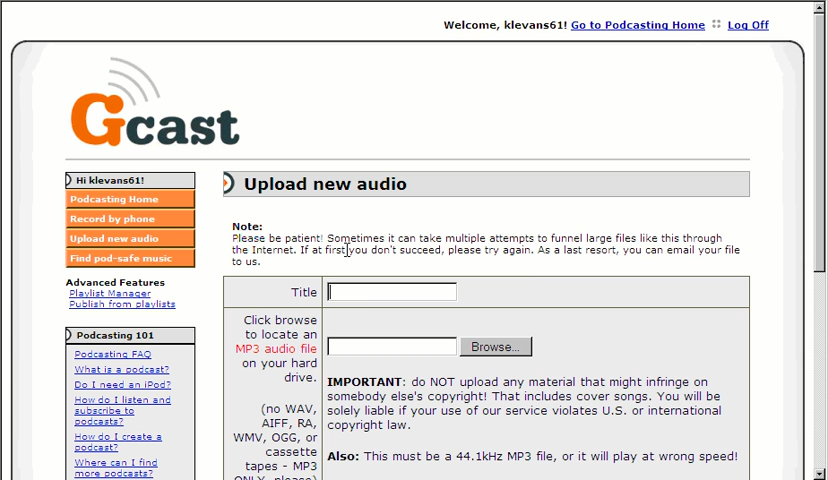 Welcome, klevans61! Go to Podcasting Home :: Log Off
Gcast
Hi klevans61!
Podcasting Home
Record by phone
Upload new audio
Find pod-safe music
Advanced Features
Playlist Manager
Publish from playlists
Podcasting 101
Podcasting FAQ
What is a podcast?
Do I need an iPod?
How do I listen and
subscribe to
podcasts?
How do I create a
podcast?
Where can I find
more podcasts?
Upload new audio
Note:
Please be patient! Sometimes it can take multiple attempts to funnel large files like this through
the Internet. If at first you don't succeed, please try again. As a last resort, you can email your file
to us.
Title
Click browse
to locate an
MP3 audio file
on your hard
drive.
(no WAV,
AIFF, RA,
WMV, OGG, or
cassette
tapes - MP3
ONLY, please)
Browse...
IMPORTANT: do NOT upload any material that might infringe on
somebody else's copyright! That includes cover songs. You will be
solely liable if your use of our service violates U.S. or international
copyright law.
Also: This must be a 44.1kHz MP3 file, or it will play at wrong speed!